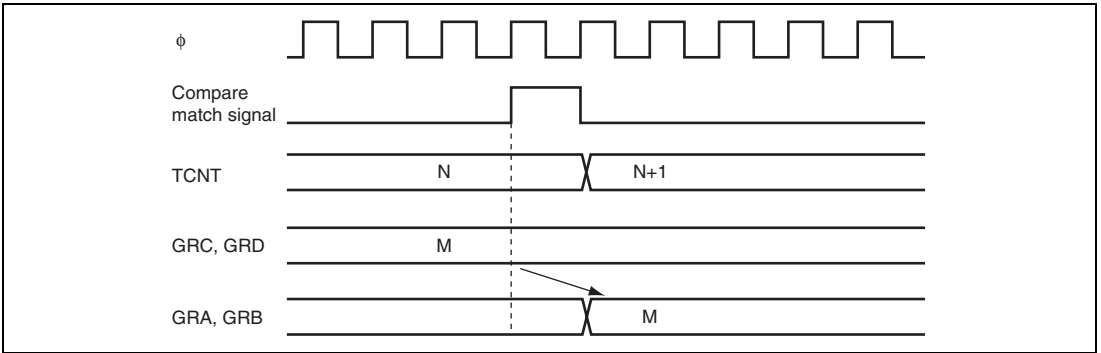 ϕ
Compare
match signal
TCNT
N
N+1
GRC, GRD
M
GRA, GRB
M